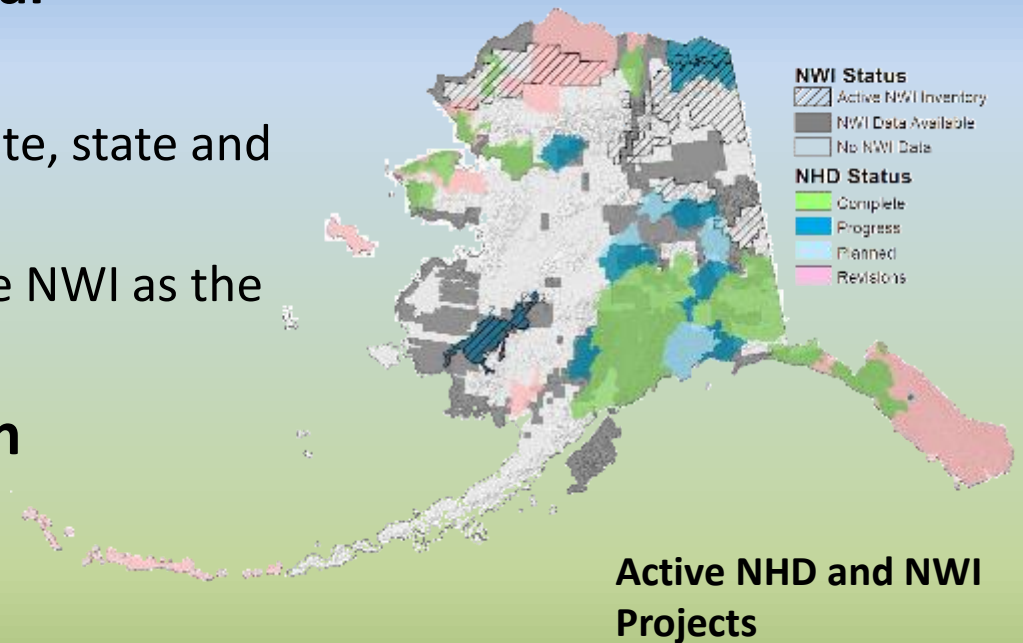 te, state and
e NWI as the
n
NWI Status
Active NWI Inventory
NWI Data Available
No NWI Data
NHD Status
Complete
Progress
Planned
Revisions
Active NHD and NWI
Projects